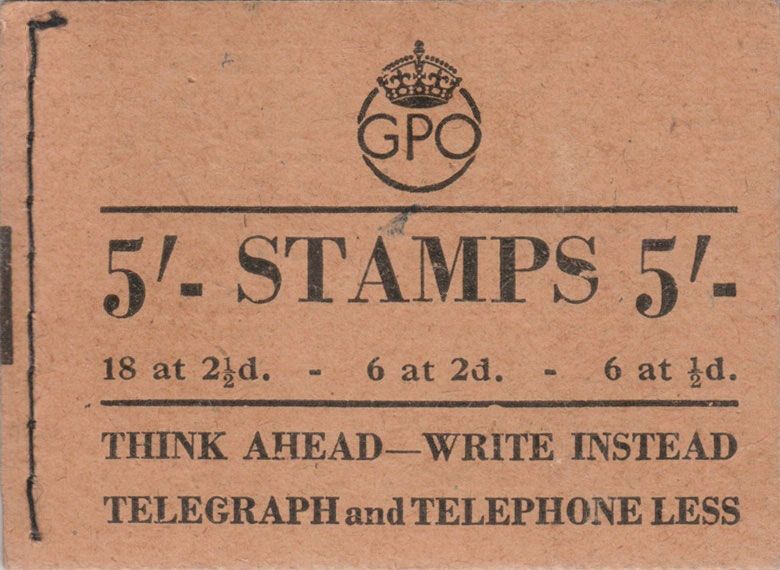 GPO
5/- STAMPS 5/-
18 at 2½d. - 6 at 2d. - 6 at ½d.
THINK AHEAD—WRITE INSTEAD
TELEGRAPH and TELEPHONE LESS